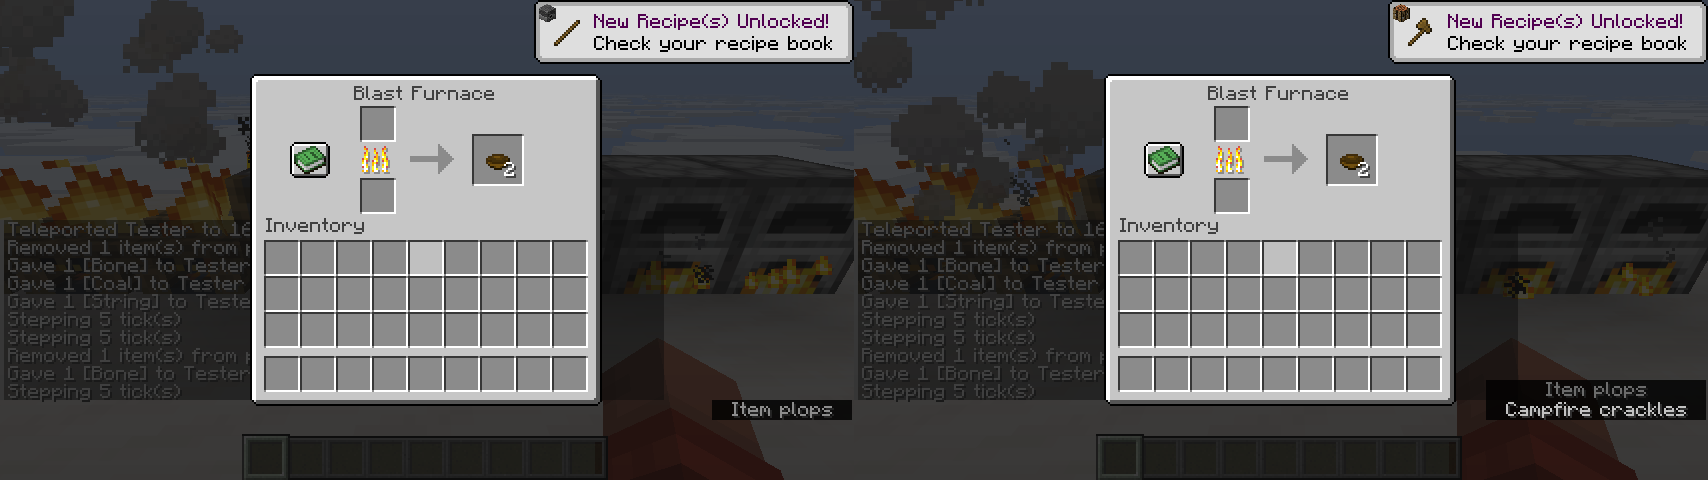 New Recipe(s) Unlocked!
Check your recipe book
Blast Furnace
2
Inventory
Teleported Tester to 16
Removed 1 item(s) from
Gave 1 [Bone] to Tester
Gave 1 [Coal] to Tester
Gave 1 [String] to Teste
Stepping 5 tick(s)
Stepping 5 tick(s)
Removed 1 item(s) from
Gave 1 [Bone] to Tester
Stepping 5 tick(s)
Item plops
New Recipe(s) Unlocked!
Check your recipe book
Blast Furnace
2
Inventory
Teleported Tester to 16
Removed 1 item(s) from
Gave 1 [Bone] to Tester
Gave 1 [Coal] to Tester
Gave 1 [String] to Teste
Stepping 5 tick(s)
Stepping 5 tick(s)
Removed 1 item(s) from
Gave 1 [Bone] to Tester
Stepping 5 tick(s)
Item plops
Campfire crackles